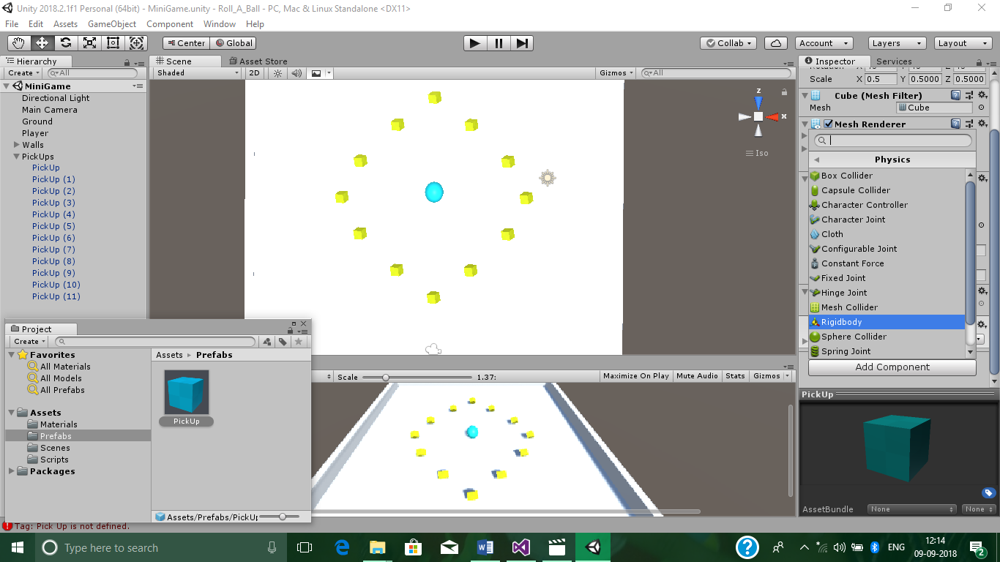 Unity 2018.2.1f1 Personal (64bit) - MiniGame.unity - Roll_A_Ball - PC, Mac & Linux Standalone <DX11>
File Edit Assets GameObject Component Window Help
Center Global Collab Account Layers Layout
Hierarchy
Create All
MiniGame
Directional Light
Main Camera
Ground
Player
Walls
PickUps
PickUp
PickUp (1)
PickUp (2)
PickUp (3)
PickUp (4)
PickUp (5)
PickUp (6)
PickUp (7)
PickUp (8)
PickUp (9)
PickUp (10)
PickUp (11)
Scene Asset Store
Shaded 2D Gizmos All
z
x
Iso
Scale 1.37: Maximize On Play Mute Audio Stats Gizmos
Project
Create
Favorites
All Materials
All Models
All Prefabs
Assets
Materials
Prefabs
Scenes
Scripts
Packages
Assets Prefabs
PickUp
Assets/Prefabs/PickUp
Tag: Pick Up is not defined.
Inspector Services
Scale X 0.5 Y 0.5000 Z 0.5000
Cube (Mesh Filter)
Mesh Cube
Mesh Renderer
Physics
Box Collider
Capsule Collider
Character Controller
Character Joint
Cloth
Configurable Joint
Constant Force
Fixed Joint
Hinge Joint
Mesh Collider
Rigidbody
Sphere Collider
Spring Joint
Add Component
PickUp
AssetBundle None None
Type here to search
ENG
12:14
09-09-2018
2